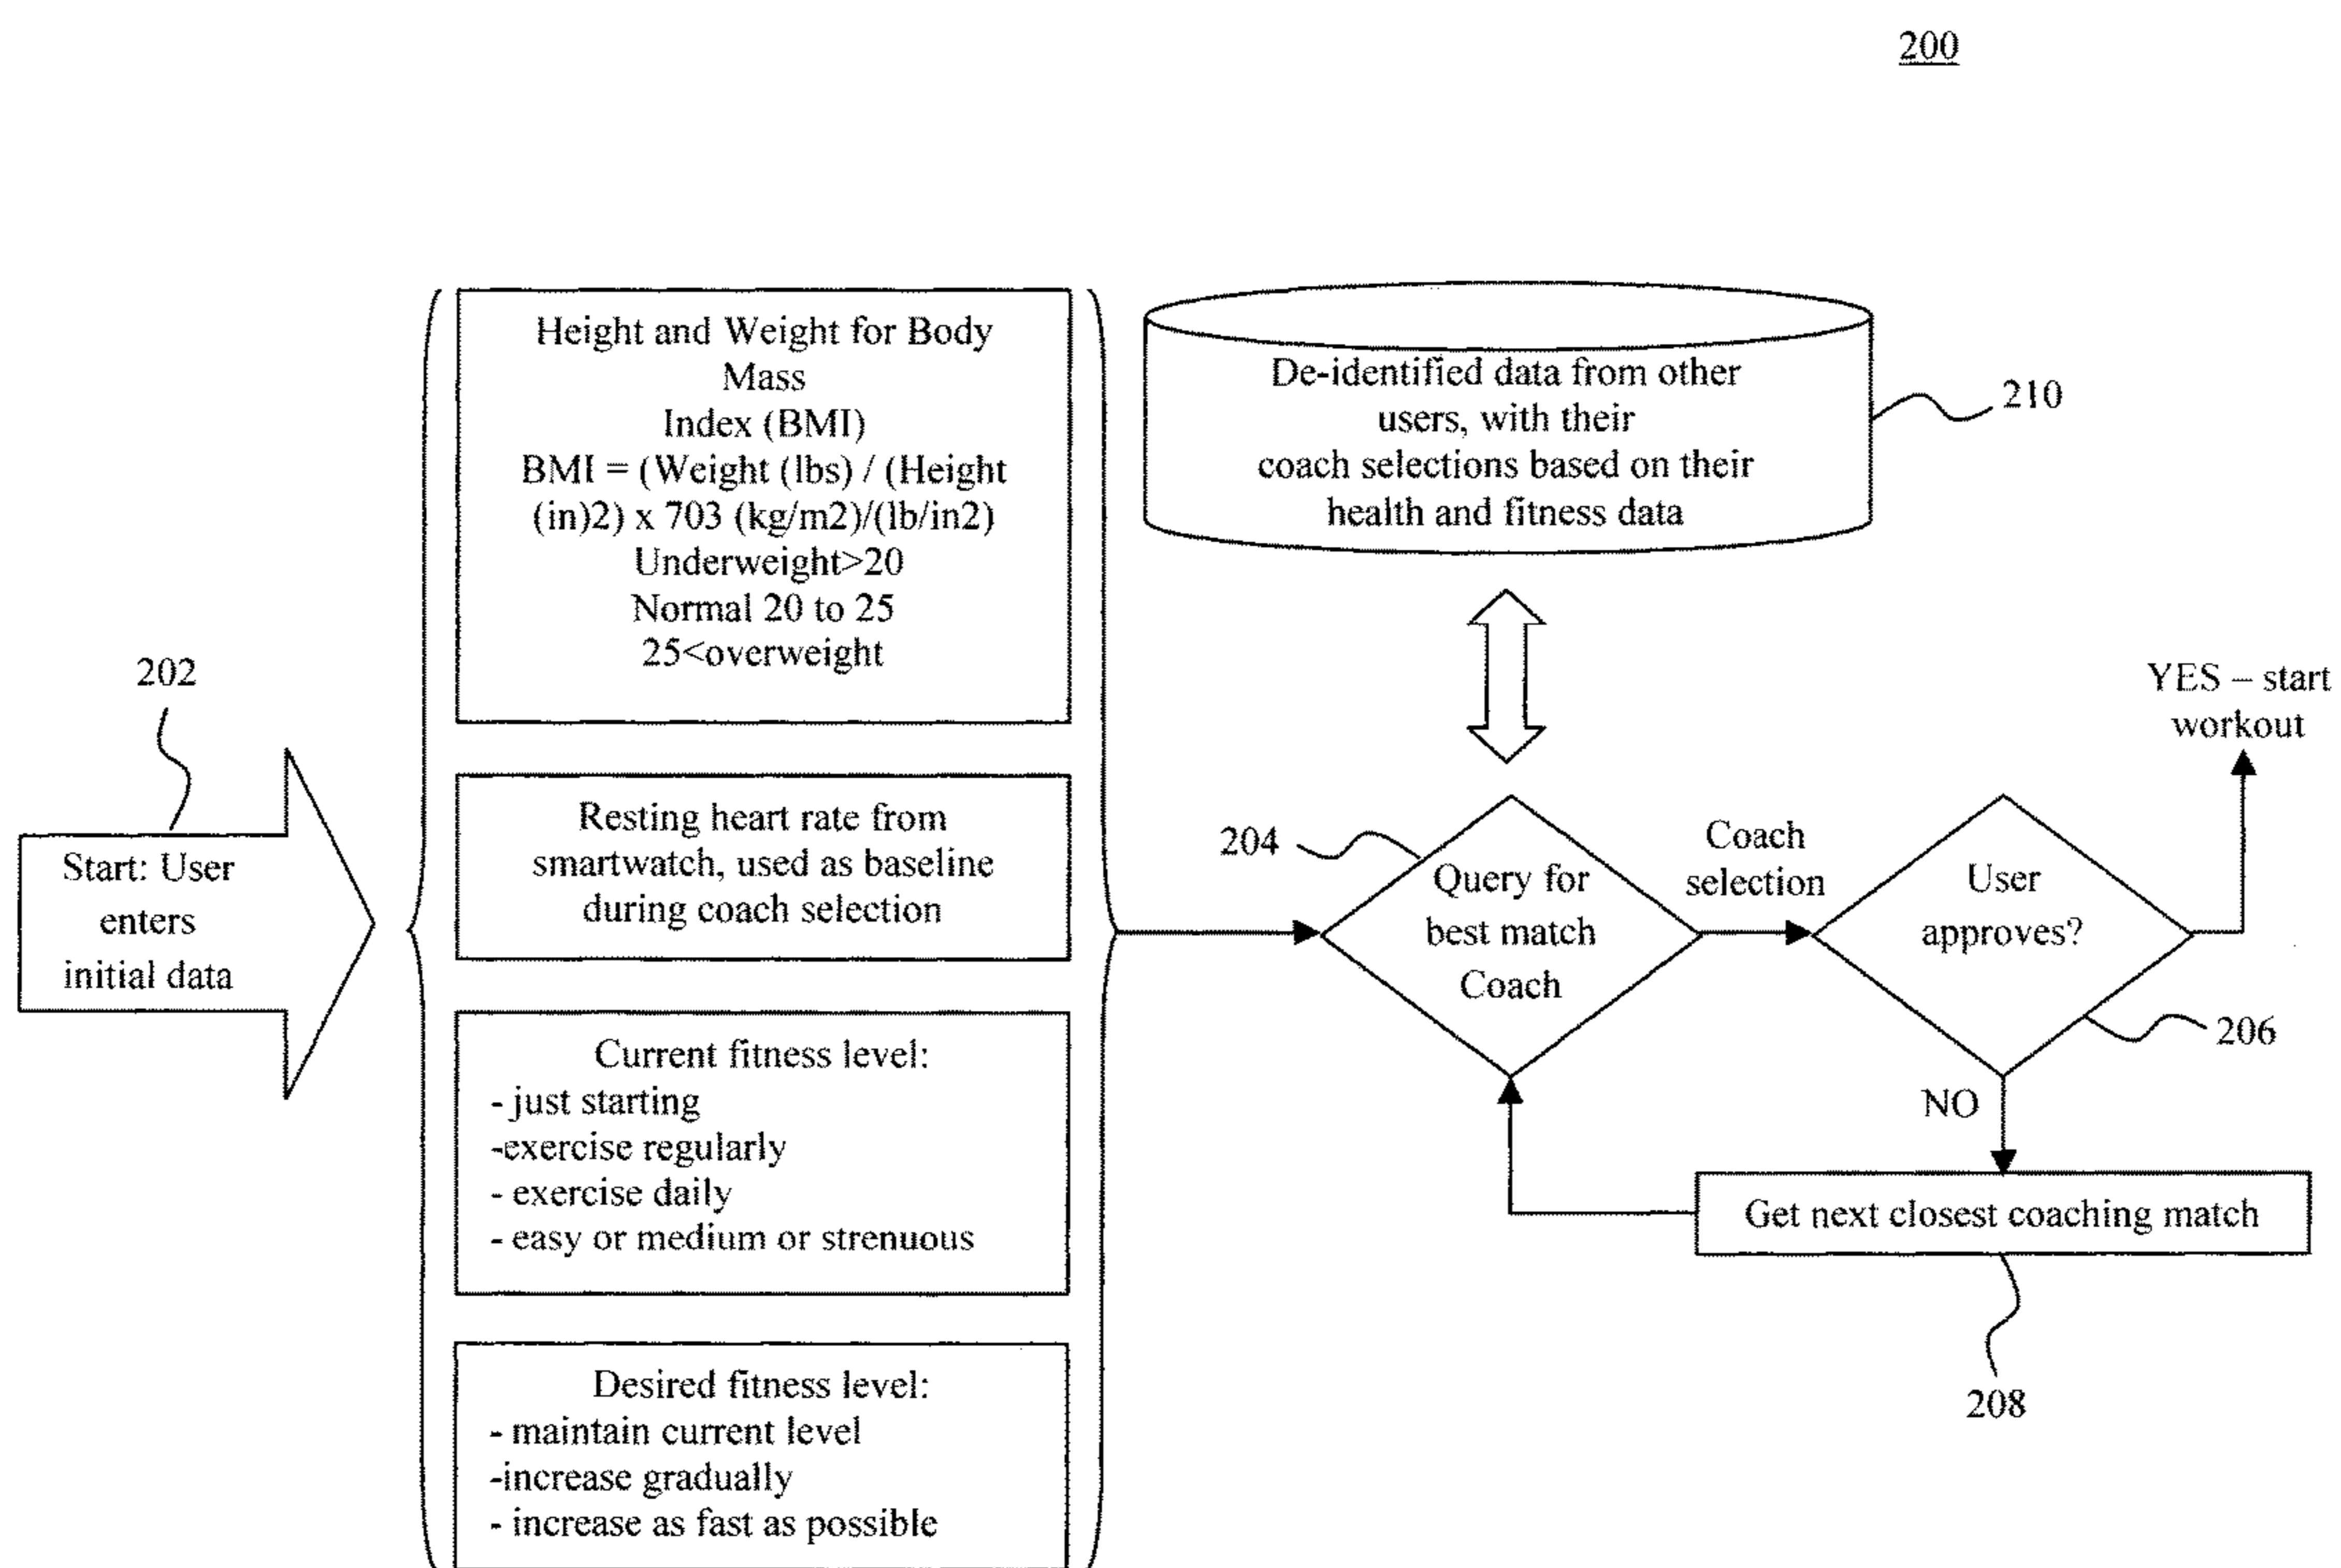 200
202
Start: User
enters
initial data
Height and Weight for Body
Mass
Index (BMI)
BMI = (Weight (lbs) / (Height
(in)2) x 703 (kg/m2)/(lb/in2)
Underweight>20
Normal 20 to 25
25<overweight
Resting heart rate from
smartwatch, used as baseline
during coach selection
Current fitness level:
- just starting
-exercise regularly
- exercise daily
- easy or medium or strenuous
Desired fitness level:
- maintain current level
-increase gradually
- increase as fast as possible
De-identified data from other
users, with their
coach selections based on their
health and fitness data
210
204
Query for
best match
Coach
Coach
selection
User
approves?
206
YES – start
workout
NO
Get next closest coaching match
208